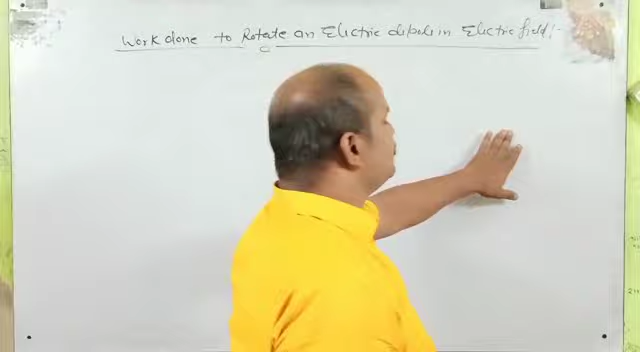 Work done to Rotate an Electric dipole in Electric field:-